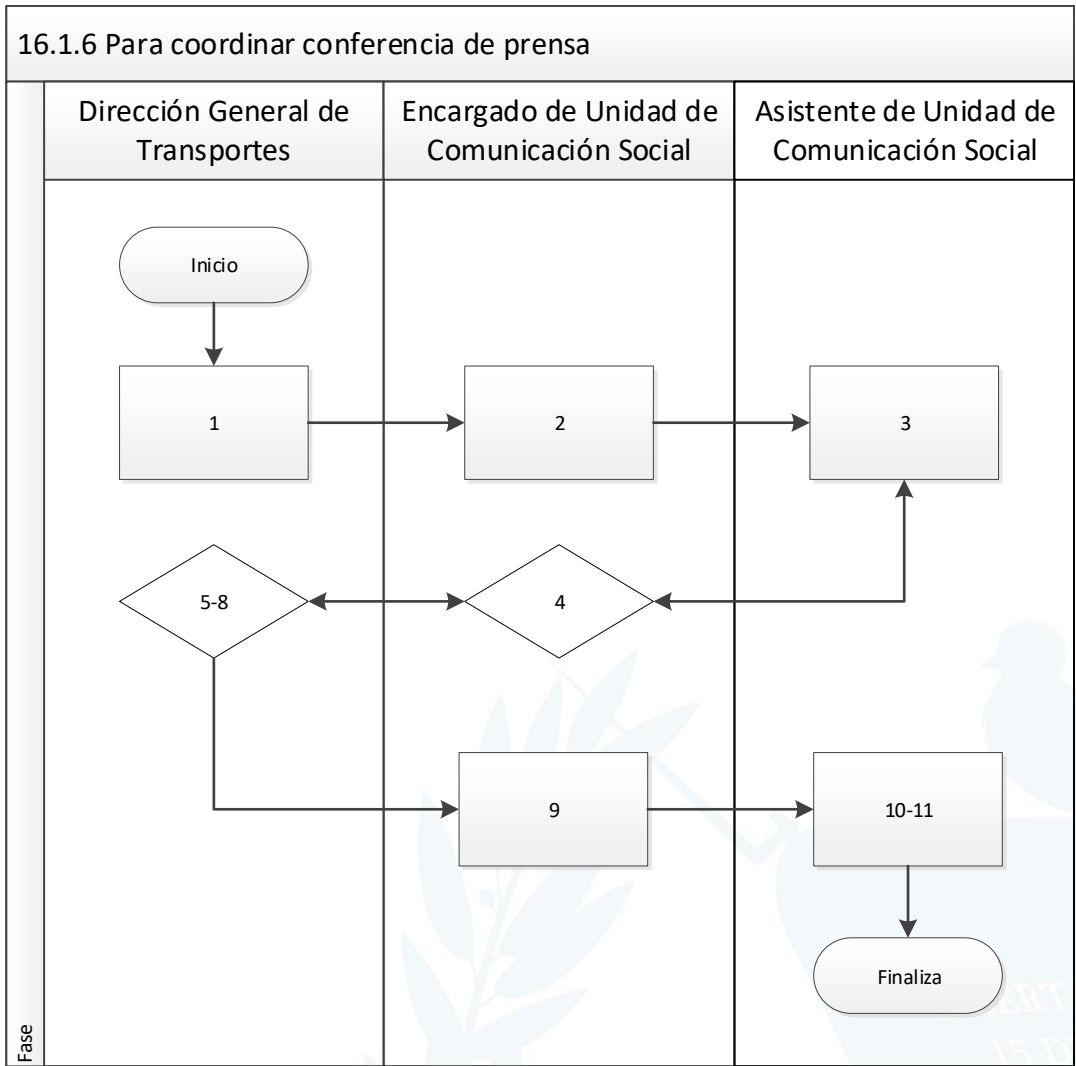 16.1.6 Para coordinar conferencia de prensa
Dirección General de
Transportes
Encargado de Unidad de
Comunicación Social
Asistente de Unidad de
Comunicación Social
Inicio
1
2
3
5-8
4
9
10-11
Finaliza
Fase
15 D